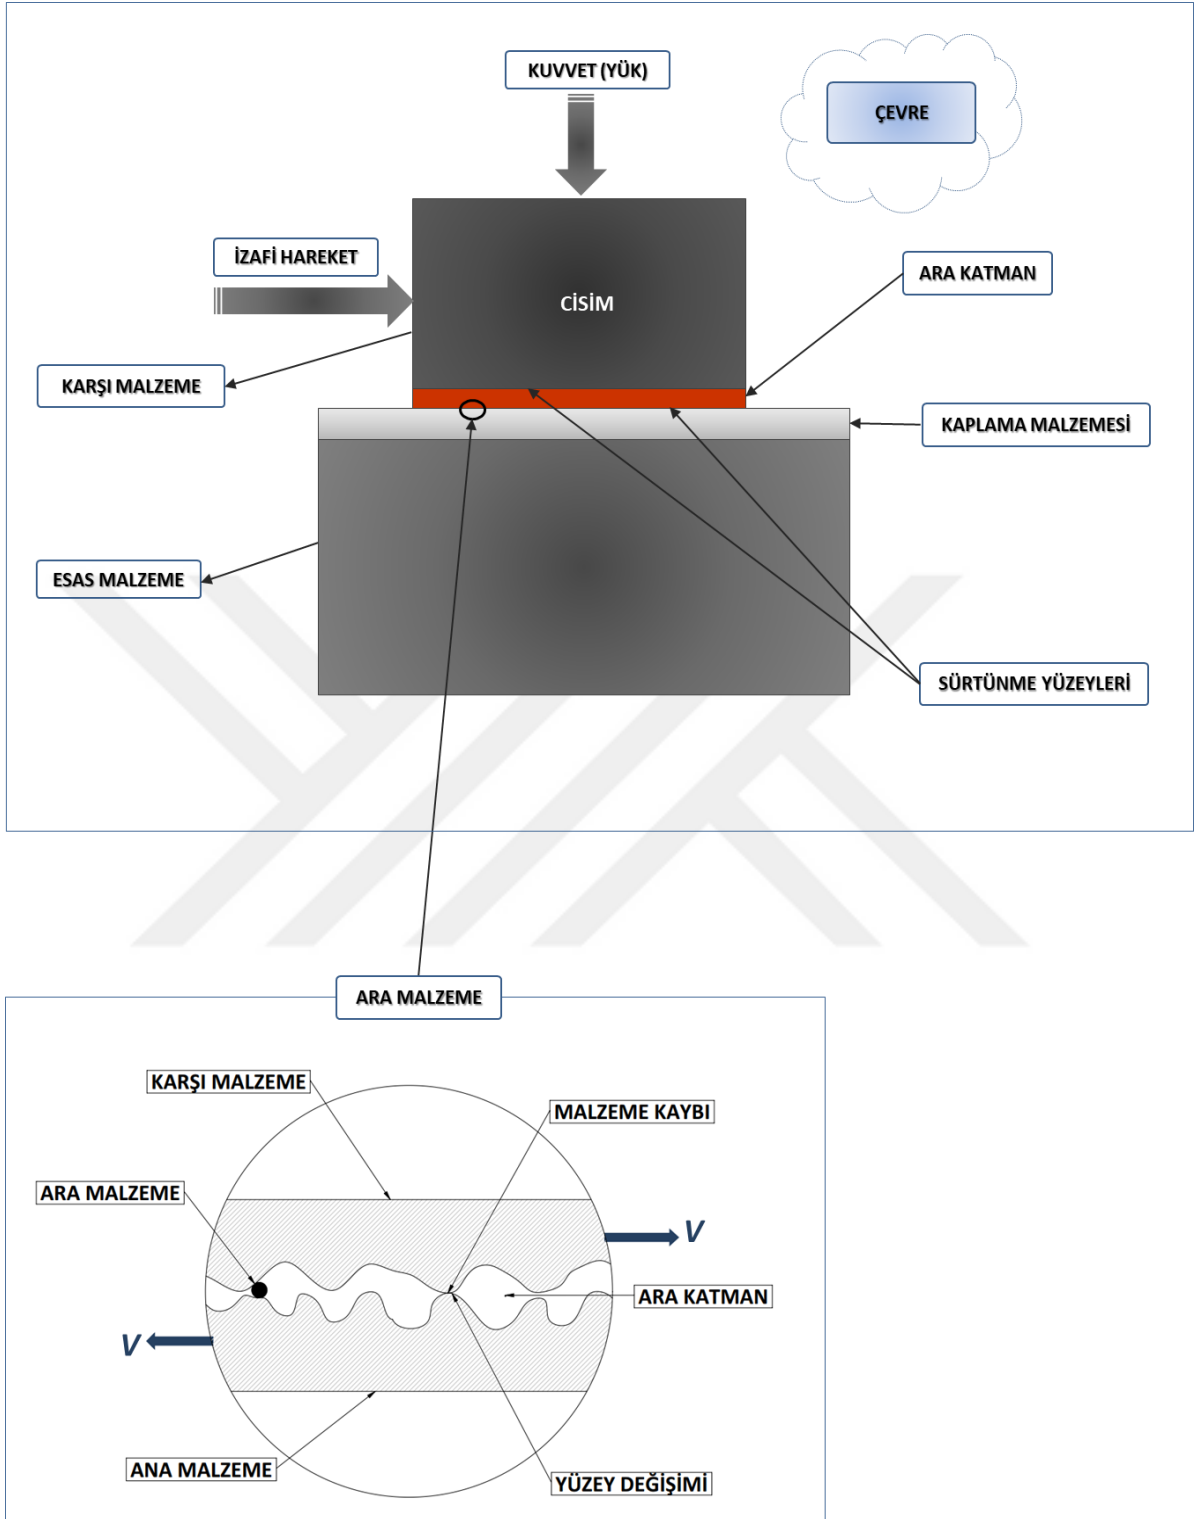 KUVVET (YÜK)
ÇEVRE
İZAFİ HAREKET
ARA KATMAN
CİSİM
KARŞI MALZEME
KAPLAMA MALZEMESİ
ESAS MALZEME
SÜRTÜNME YÜZEYLERİ
ARA MALZEME
KARŞI MALZEME
MALZEME KAYBI
ARA MALZEME
V
ARA KATMAN
V
ANA MALZEME
YÜZEY DEĞİŞİMİ